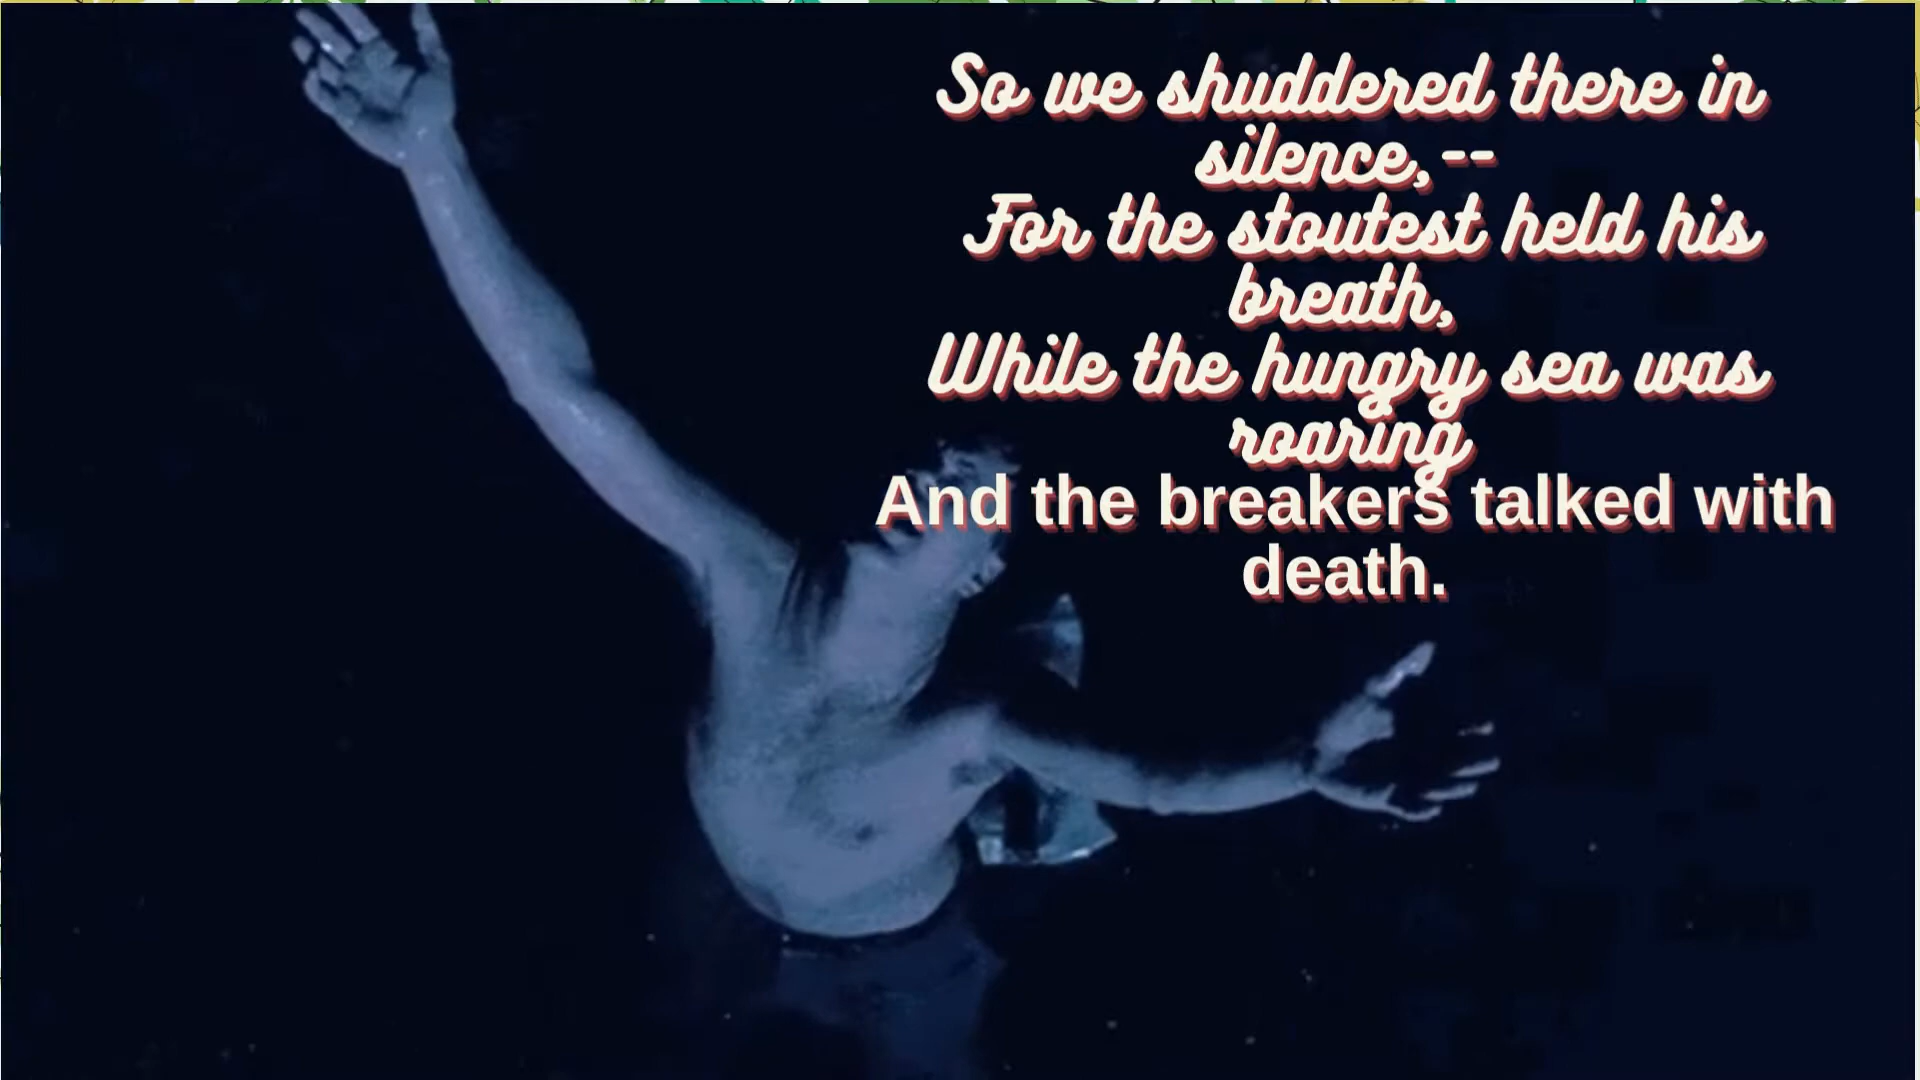 So we shuddered there in
silence,--
For the stoutest held his
breath,
While the hungry sea was
roaring
And the breakers talked with
death.